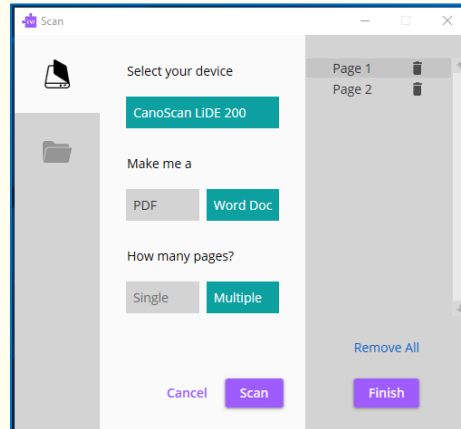 Scan
Select your device
CanoScan LiDE 200
Make me a
PDF
Word Doc
How many pages?
Single
Multiple
Cancel
Scan
Page 1
Page 2
Remove All
Finish